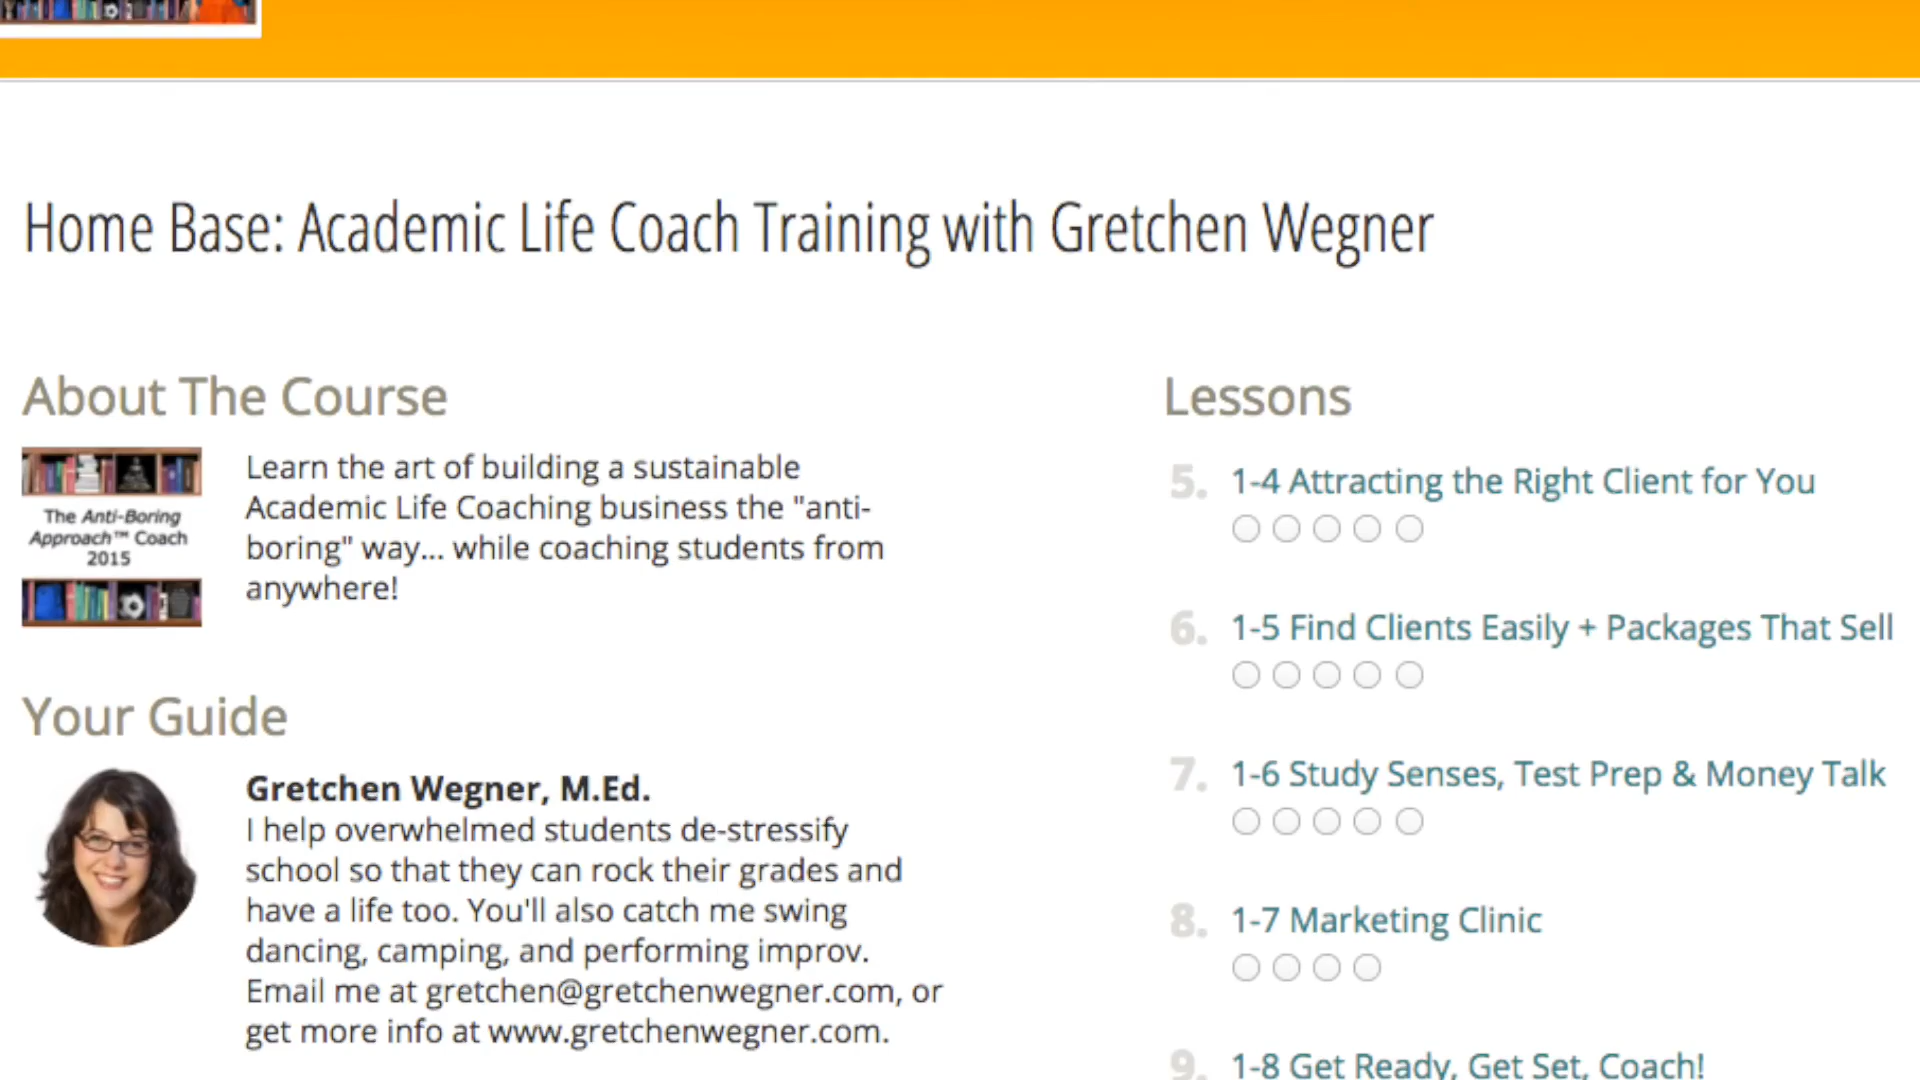 Home Base: Academic Life Coach Training with Gretchen Wegner
About The Course
The Anti-Boring
Approach™ Coach
2015
Learn the art of building a sustainable
Academic Life Coaching business the "anti-
boring" way... while coaching students from
anywhere!
Your Guide
Gretchen Wegner, M.Ed.
I help overwhelmed students de-stressify
school so that they can rock their grades and
have a life too. You'll also catch me swing
dancing, camping, and performing improv.
Email me at gretchen@gretchenwegner.com, or
get more info at www.gretchenwegner.com.
Lessons
5. 1-4 Attracting the Right Client for You
6. 1-5 Find Clients Easily + Packages That Sell
7. 1-6 Study Senses, Test Prep & Money Talk
8. 1-7 Marketing Clinic
9. 1-8 Get Ready, Get Set, Coach!